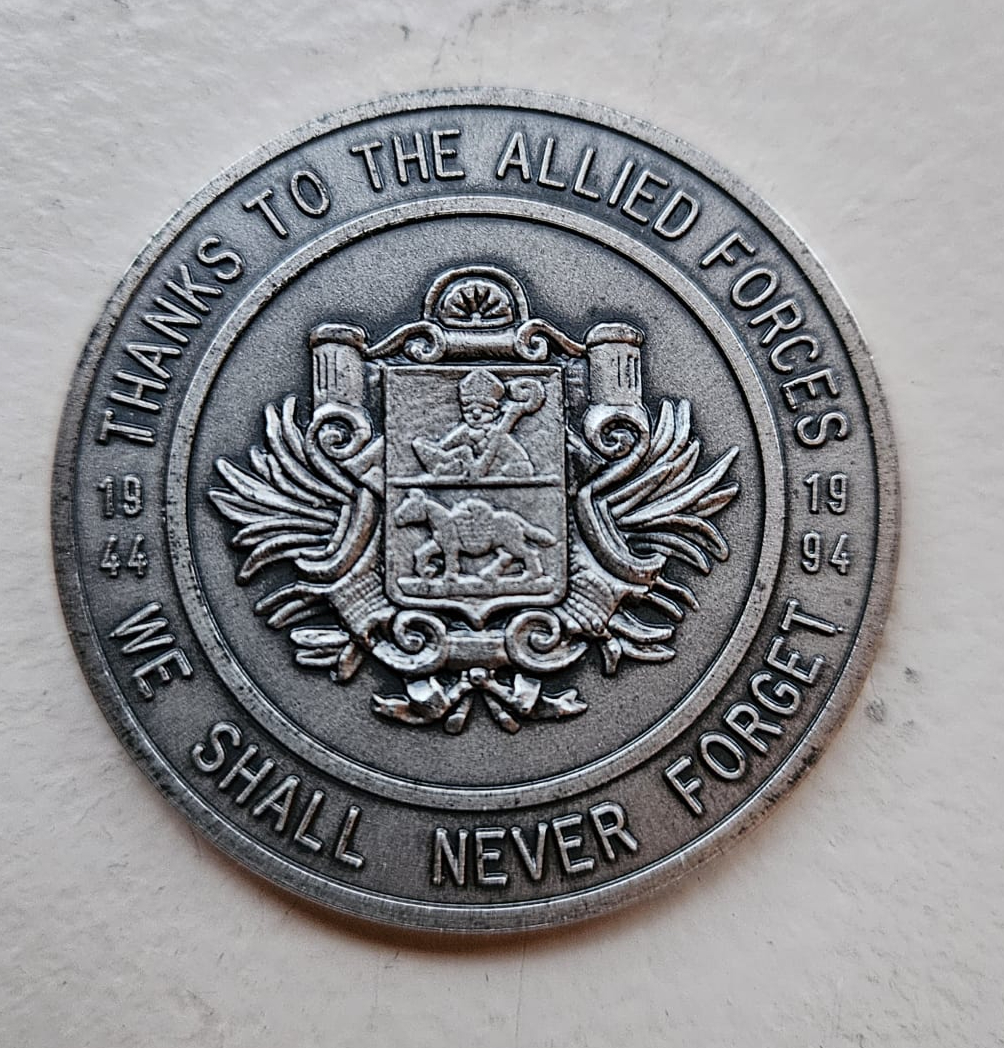 THANKS TO THE ALLIED FORCES
19
44
19
94
WE SHALL NEVER FORGET